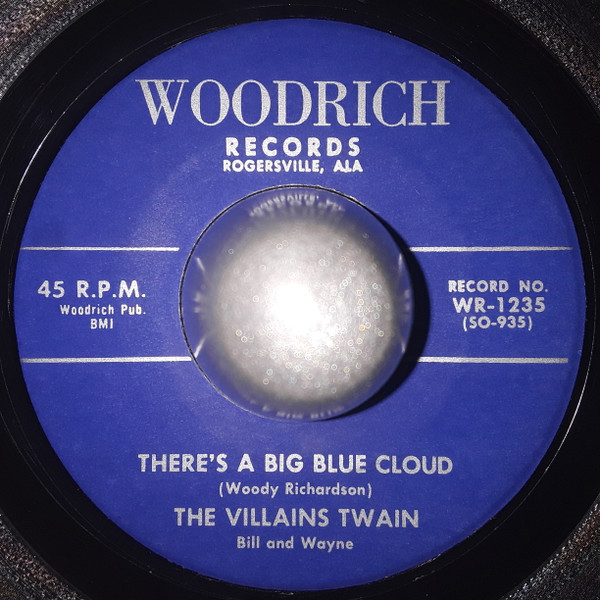 WOODRICH
RECORDS
ROGERSVILLE, ALA
45 R.P.M.
Woodrich Pub.
BMI
RECORD NO.
WR-1235
(SO-935)
THERE'S A BIG BLUE CLOUD
(Woody Richardson)
THE VILLAINS TWAIN
Bill and Wayne